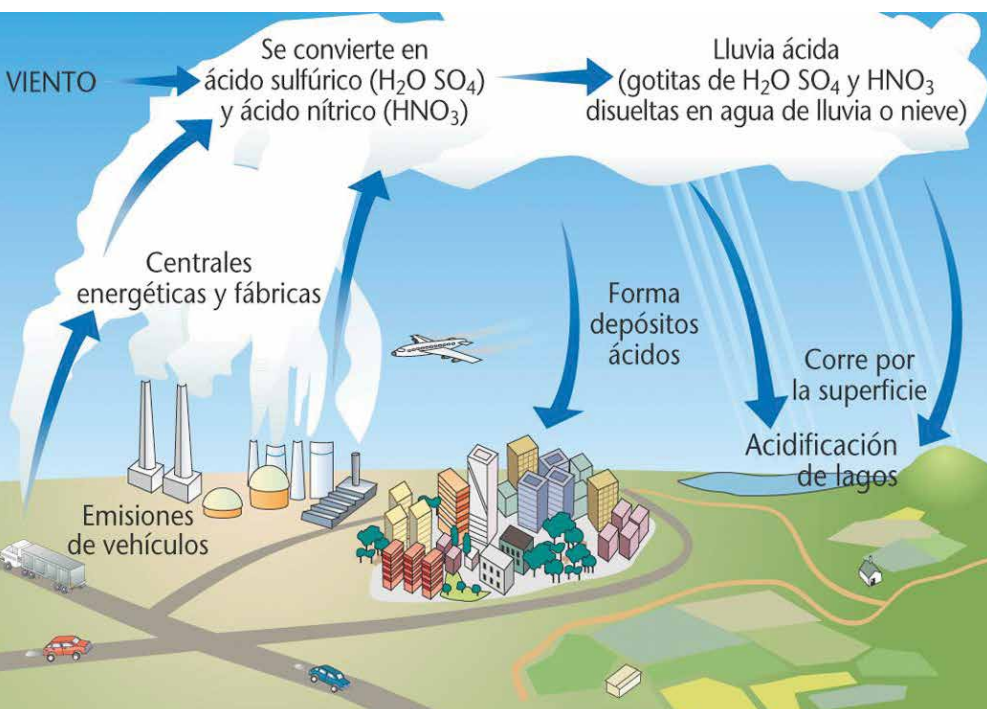 VIENTO
Se convierte en
ácido sulfúrico (H₂O SO₄)
y ácido nítrico (HNO₃)
Lluvia ácida
(gotitas de H₂O SO₄ y HNO₃
disueltas en agua de lluvia o nieve)
Centrales
energéticas y fábricas
Forma
depósitos
ácidos
Corre por
la superficie
Acidificación
de lagos
Emisiones
de vehículos